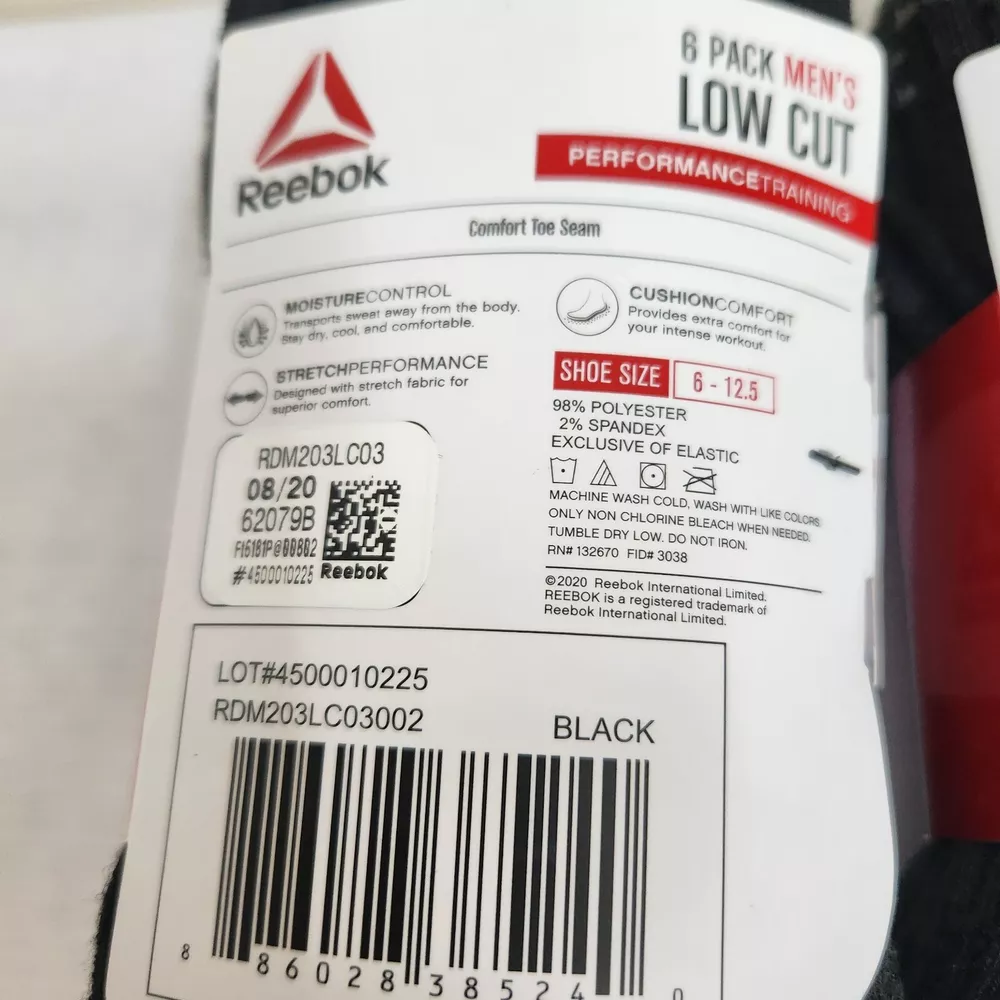 Reebok
6 PACK MEN'S
LOW CUT
PERFORMANCETRAINING
Comfort Toe Seam
MOISTURECONTROL
Transports sweat away from the body.
Stay dry, cool, and comfortable.
STRETCHPERFORMANCE
Designed with stretch fabric for
superior comfort.
CUSHIONCOMFORT
Provides extra comfort for
your intense workout.
SHOE SIZE 6 - 12.5
98% POLYESTER
2% SPANDEX
EXCLUSIVE OF ELASTIC
MACHINE WASH COLD, WASH WITH LIKE COLORS
ONLY NON CHLORINE BLEACH WHEN NEEDED.
TUMBLE DRY LOW. DO NOT IRON.
RN# 132670 FID# 3038
©2020 Reebok International Limited.
REEBOK is a registered trademark of
Reebok International Limited.
RDM203LC03
08/20
62079B
#4500010225 Reebok
LOT#4500010225
RDM203LC03002 BLACK
8 86028 38524 0